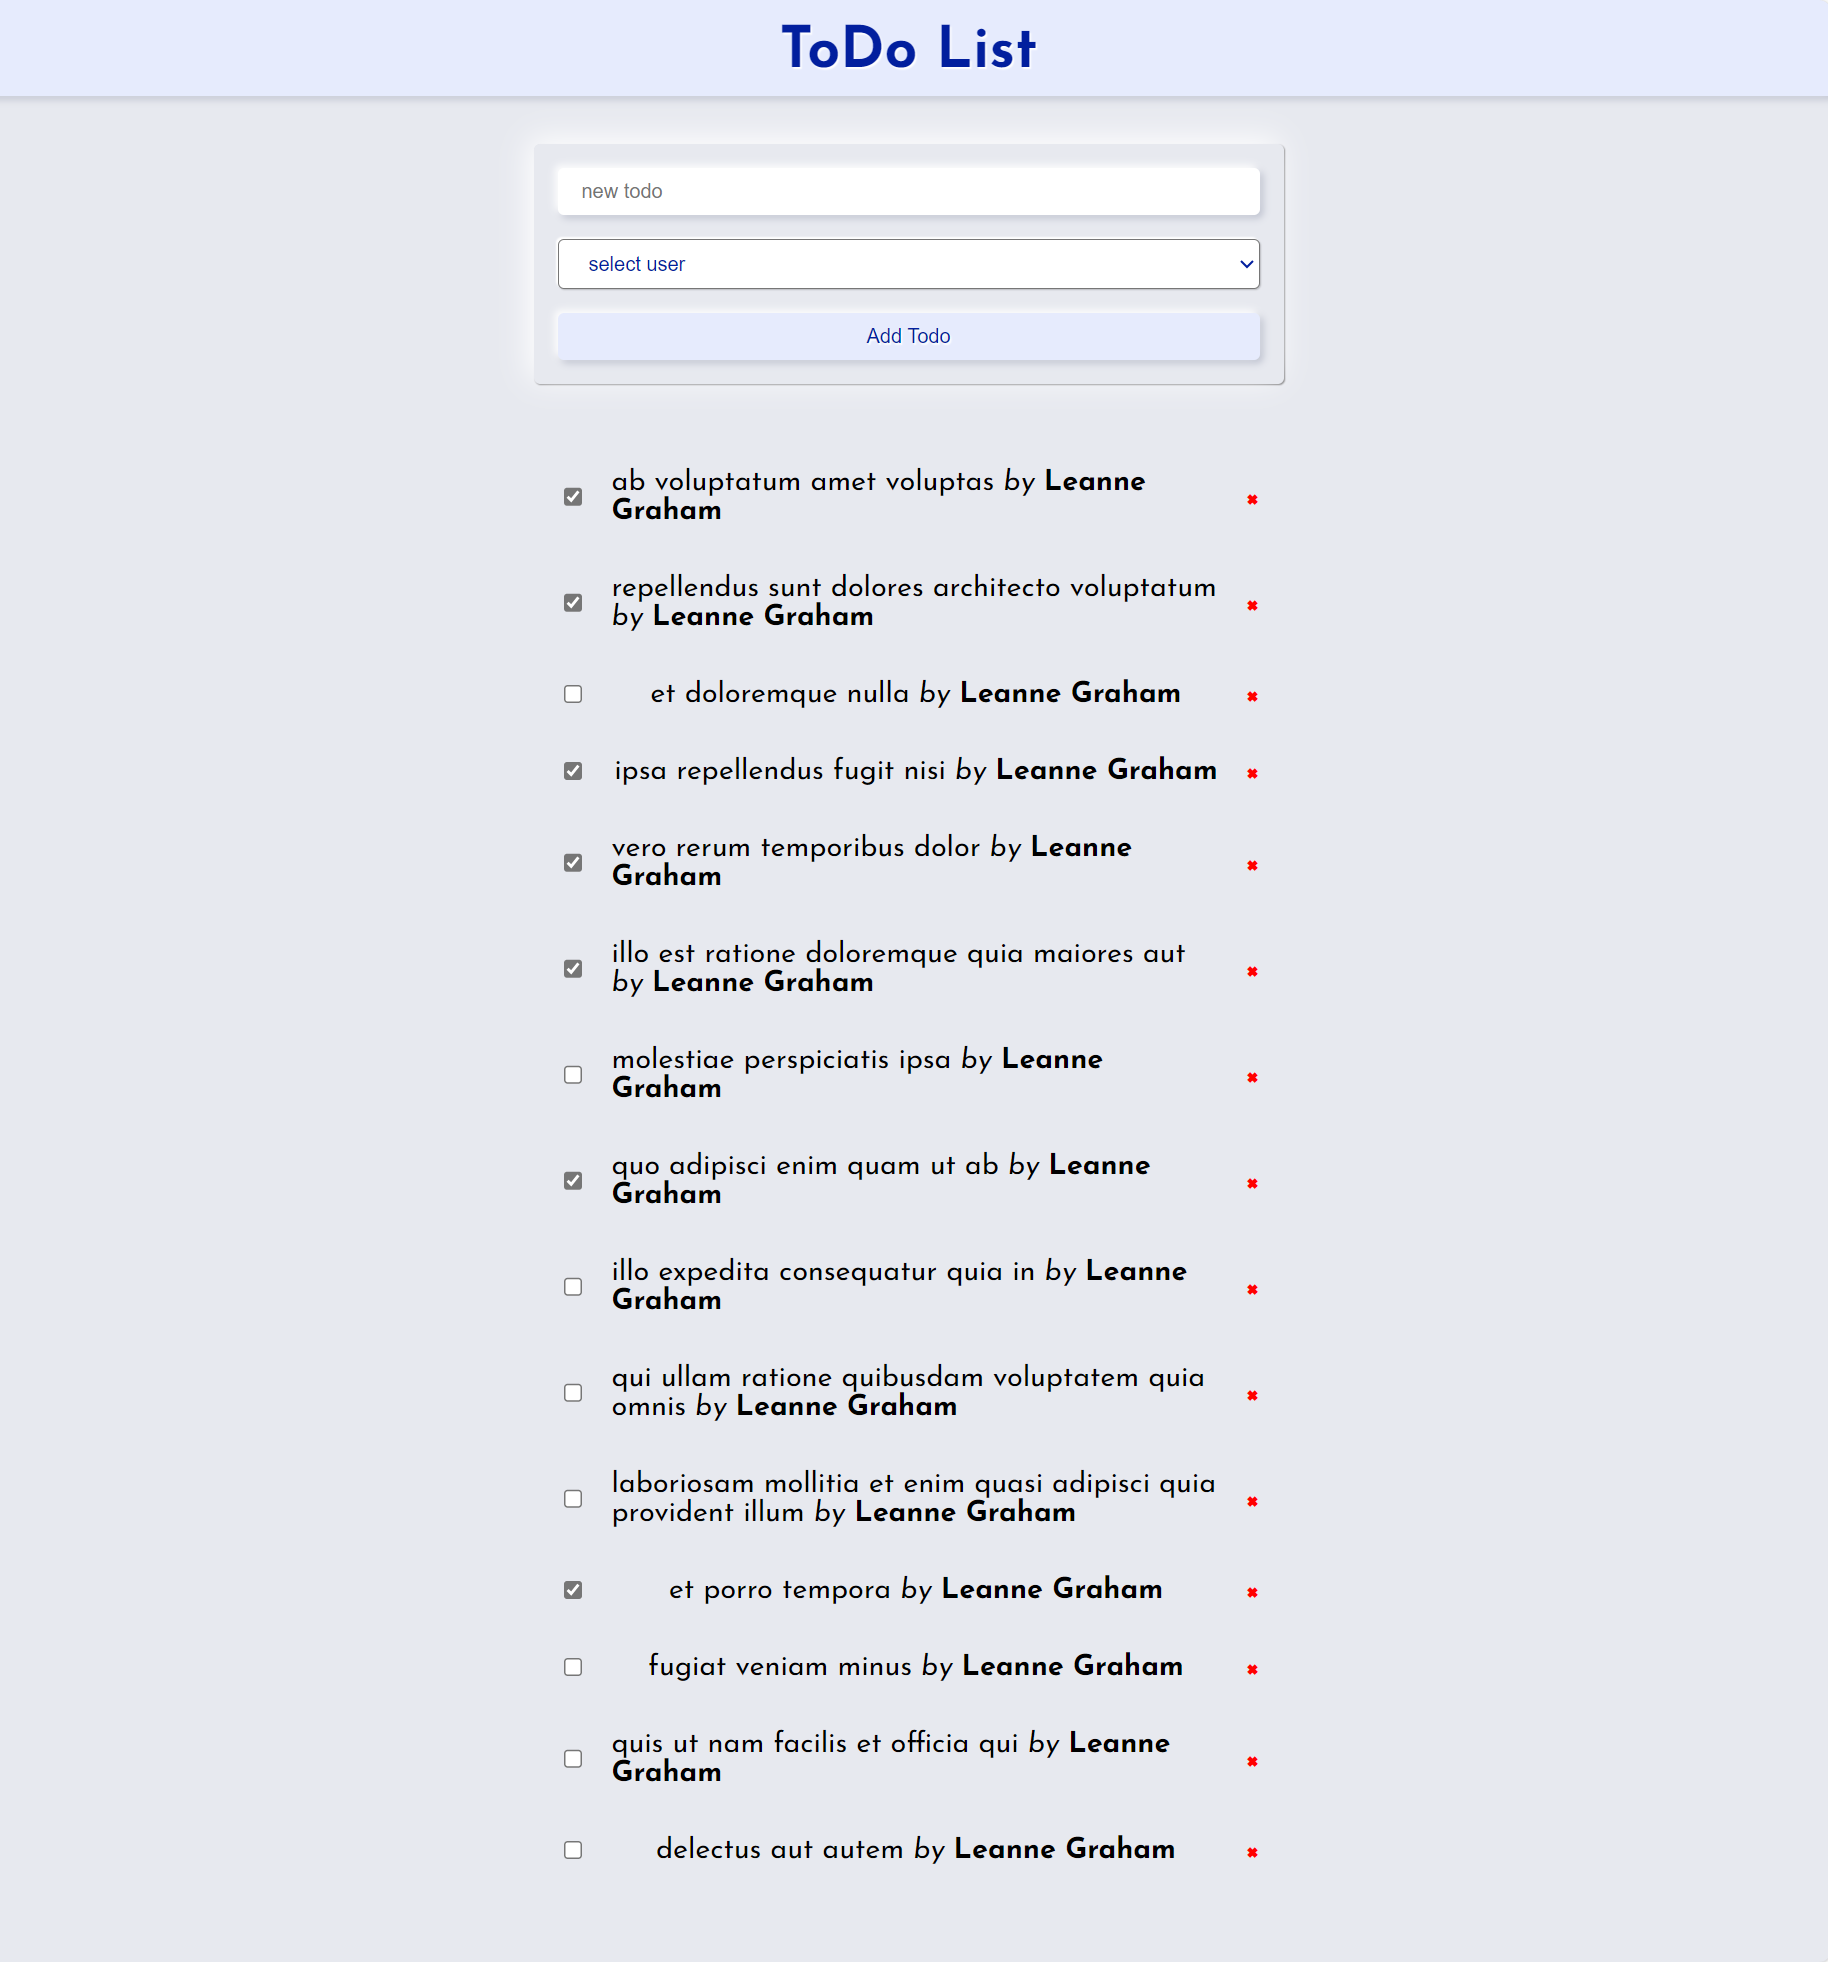 ToDo List
new todo
select user
Add Todo
ab voluptatum amet voluptas by Leanne
Graham
repellendus sunt dolores architecto voluptatum
by Leanne Graham
et doloremque nulla by Leanne Graham
ipsa repellendus fugit nisi by Leanne Graham
vero rerum temporibus dolor by Leanne
Graham
illo est ratione doloremque quia maiores aut
by Leanne Graham
molestiae perspiciatis ipsa by Leanne
Graham
quo adipisci enim quam ut ab by Leanne
Graham
illo expedita consequatur quia in by Leanne
Graham
qui ullam ratione quibusdam voluptatem quia
omnis by Leanne Graham
laboriosam mollitia et enim quasi adipisci quia
provident illum by Leanne Graham
et porro tempora by Leanne Graham
fugiat veniam minus by Leanne Graham
quis ut nam facilis et officia qui by Leanne
Graham
delectus aut autem by Leanne Graham